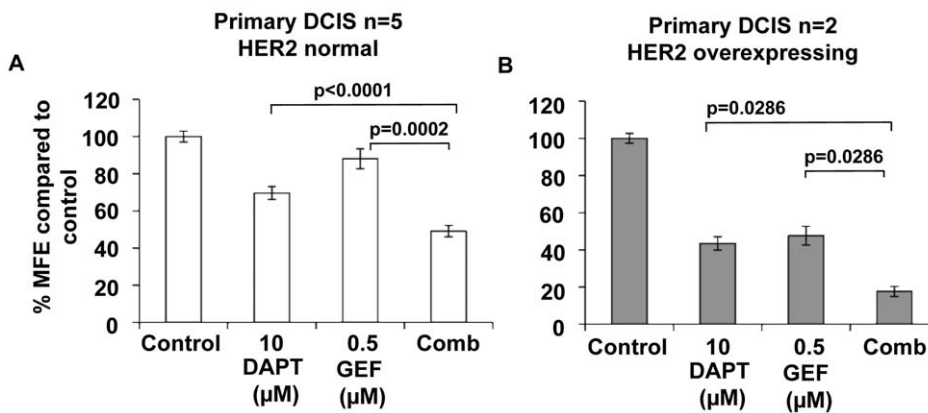 Primary DCIS n=5
HER2 normal
A
% MFE compared to
control
120
100
80
60
40
20
0
p<0.0001
p=0.0002
Control
10
DAPT
(µM)
0.5
GEF
(µM)
Comb
Primary DCIS n=2
HER2 overexpressing
B
120
100
80
60
40
20
0
p=0.0286
p=0.0286
Control
10
DAPT
(µM)
0.5
GEF
(µM)
Comb